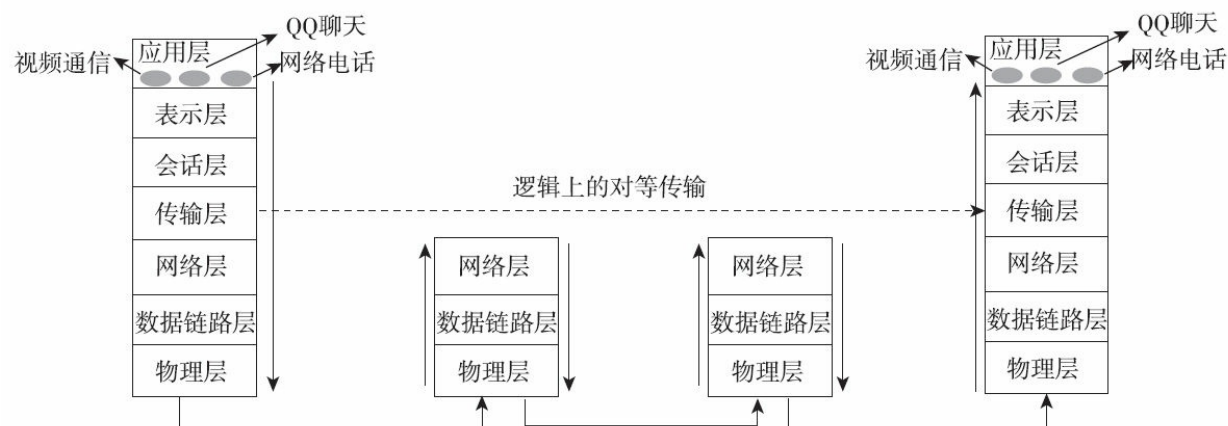 QQ聊天
应用层
视频通信
网络电话
表示层
会话层
传输层
网络层
数据链路层
物理层
逻辑上的对等传输
网络层
数据链路层
物理层
网络层
数据链路层
物理层
QQ聊天
应用层
视频通信
网络电话
表示层
会话层
传输层
网络层
数据链路层
物理层